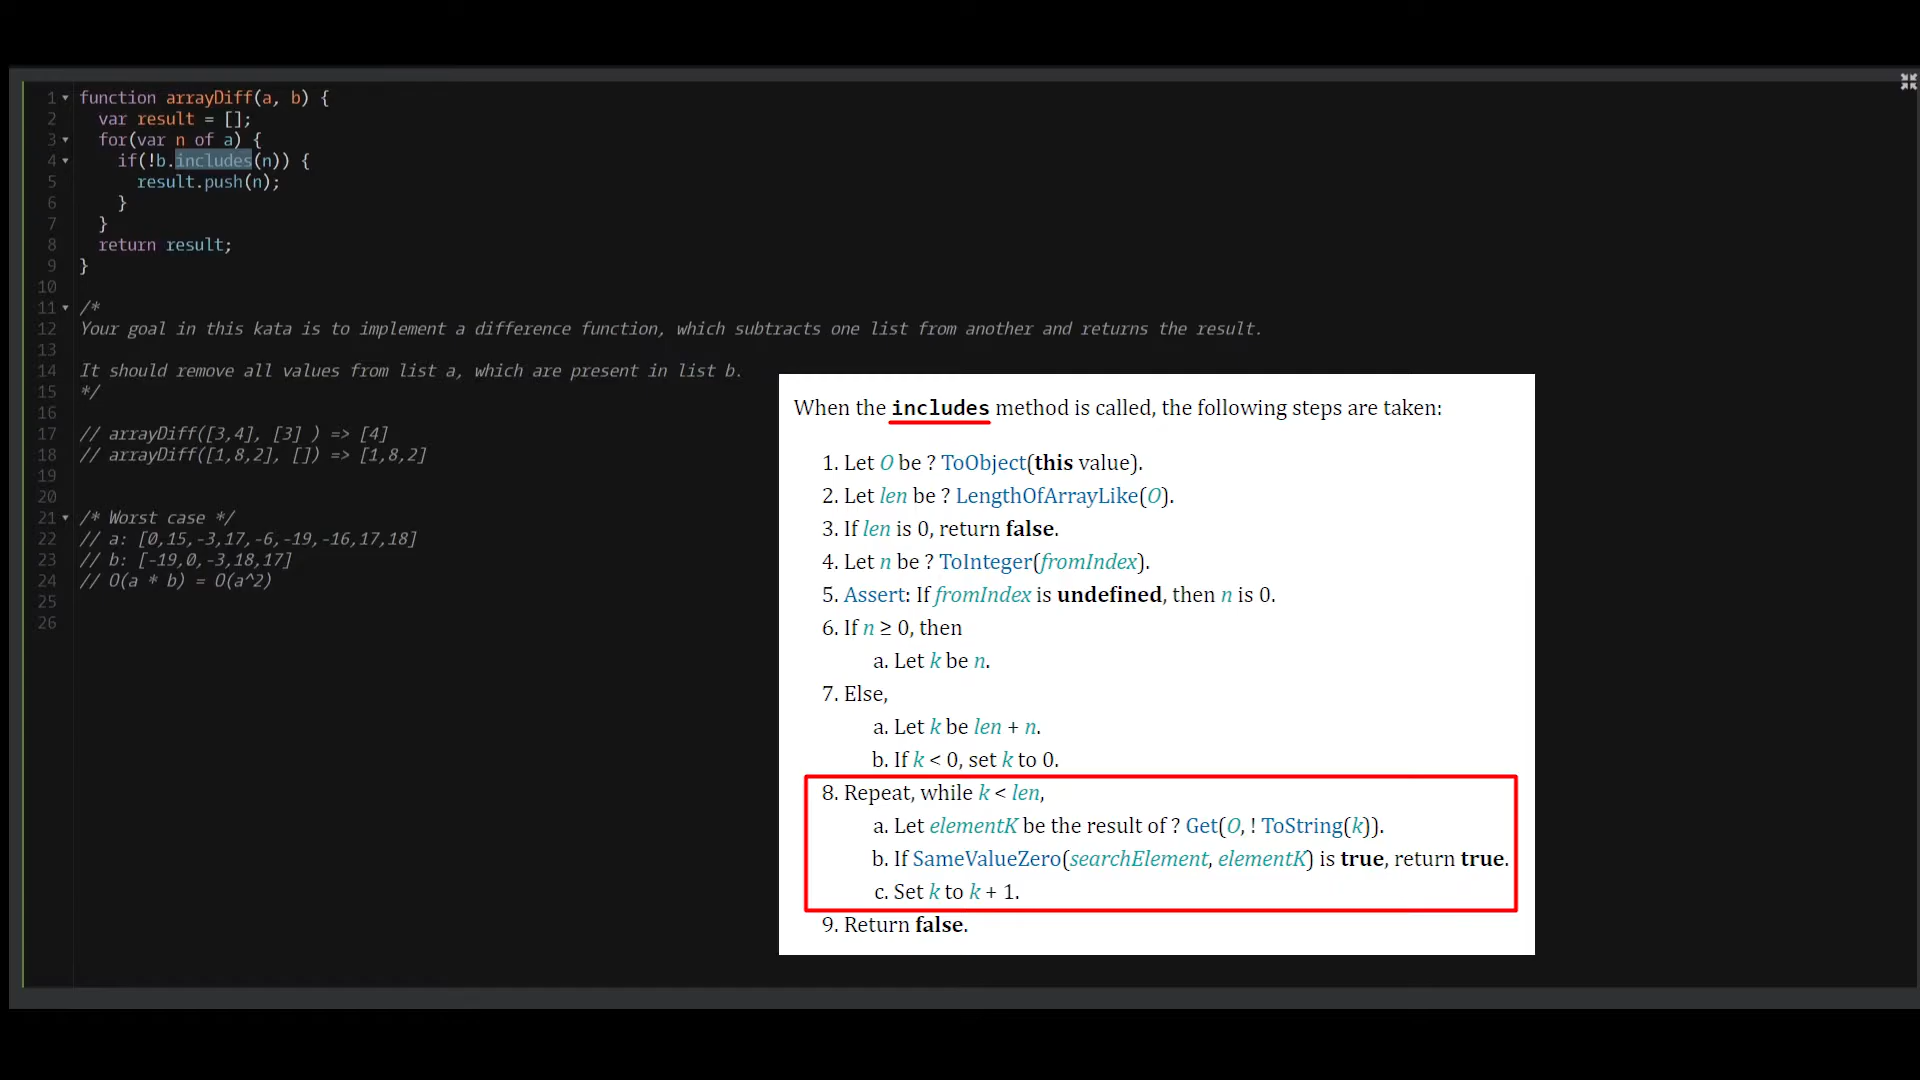 1 function arrayDiff(a, b) {
2 var result = [];
3 for(var n of a) {
4 if(!b.includes(n)) {
5 result.push(n);
6 }
7 }
8 return result;
9 }
10
11 /*
12 Your goal in this kata is to implement a difference function, which subtracts one list from another and returns the result.
13
14 It should remove all values from list a, which are present in list b.
15 */
16
17 // arrayDiff([3,4], [3] ) => [4]
18 // arrayDiff([1,8,2], []) => [1,8,2]
19
20
21 /* Worst case */
22 // a: [0,15,-3,17,-6,-19,-16,17,18]
23 // b: [-19,0,-3,18,17]
24 // O(a * b) = O(a^2)
25
26
When the includes method is called, the following steps are taken:
1. Let O be ? ToObject(this value).
2. Let len be ? LengthOfArrayLike(O).
3. If len is 0, return false.
4. Let n be ? ToInteger(fromIndex).
5. Assert: If fromIndex is undefined, then n is 0.
6. If n ≥ 0, then
a. Let k be n.
7. Else,
a. Let k be len + n.
b. If k < 0, set k to 0.
8. Repeat, while k < len,
a. Let elementK be the result of ? Get(O, ! ToString(k)).
b. If SameValueZero(searchElement, elementK) is true, return true.
c. Set k to k + 1.
9. Return false.